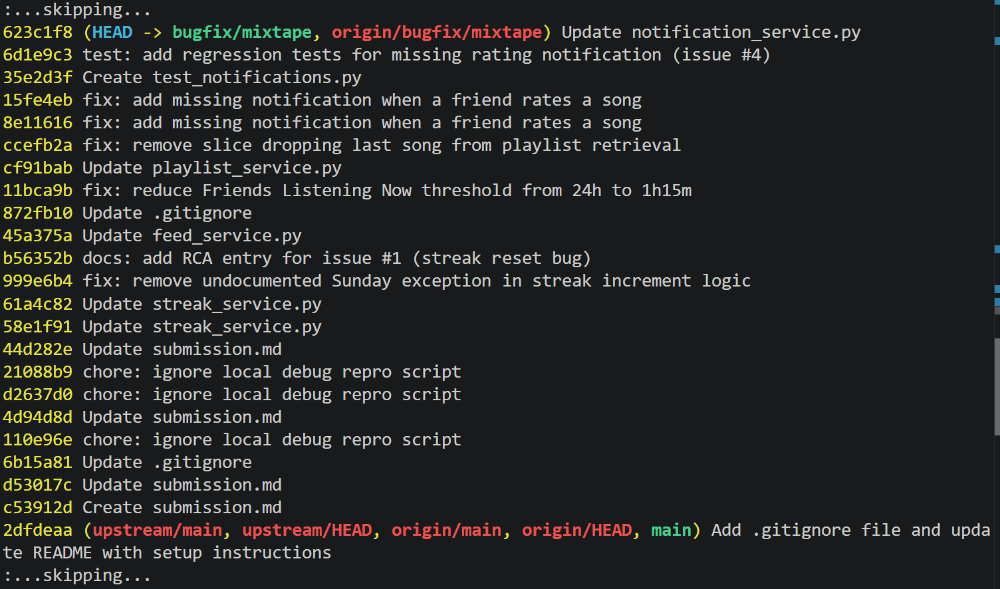 :...skipping...
623c1f8 (HEAD -> bugfix/mixtape, origin/bugfix/mixtape) Update notification_service.py
6d1e9c3 test: add regression tests for missing rating notification (issue #4)
35e2d3f Create test_notifications.py
15fe4eb fix: add missing notification when a friend rates a song
8e11616 fix: add missing notification when a friend rates a song
ccefb2a fix: remove slice dropping last song from playlist retrieval
cf91bab Update playlist_service.py
11bca9b fix: reduce Friends Listening Now threshold from 24h to 1h15m
872fb10 Update .gitignore
45a375a Update feed_service.py
b56352b docs: add RCA entry for issue #1 (streak reset bug)
999e6b4 fix: remove undocumented Sunday exception in streak increment logic
61a4c82 Update streak_service.py
58e1f91 Update streak_service.py
44d282e Update submission.md
21088b9 chore: ignore local debug repro script
d2637d0 chore: ignore local debug repro script
4d94d8d Update submission.md
110e96e chore: ignore local debug repro script
6b15a81 Update .gitignore
d53017c Update submission.md
c53912d Create submission.md
2dfdeaa (upstream/main, upstream/HEAD, origin/main, origin/HEAD, main) Add .gitignore file and upda
te README with setup instructions
:...skipping...